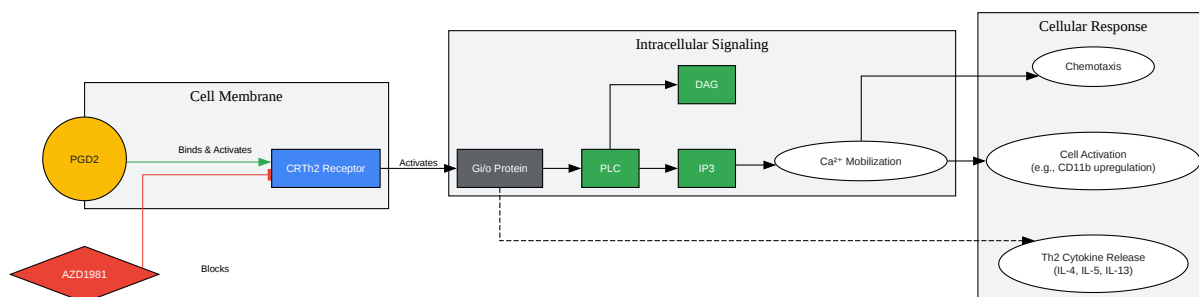 Cellular Response
Intracellular Signaling
Chemotaxis
DAG
Cell Membrane
PGD2
Binds & Activates
CRTh2 Receptor
Activates
Gi/o Protein
PLC
IP3
Ca²⁺ Mobilization
Cell Activation
(e.g., CD11b upregulation)
AZD1981
Blocks
Th2 Cytokine Release
(IL-4, IL-5, IL-13)